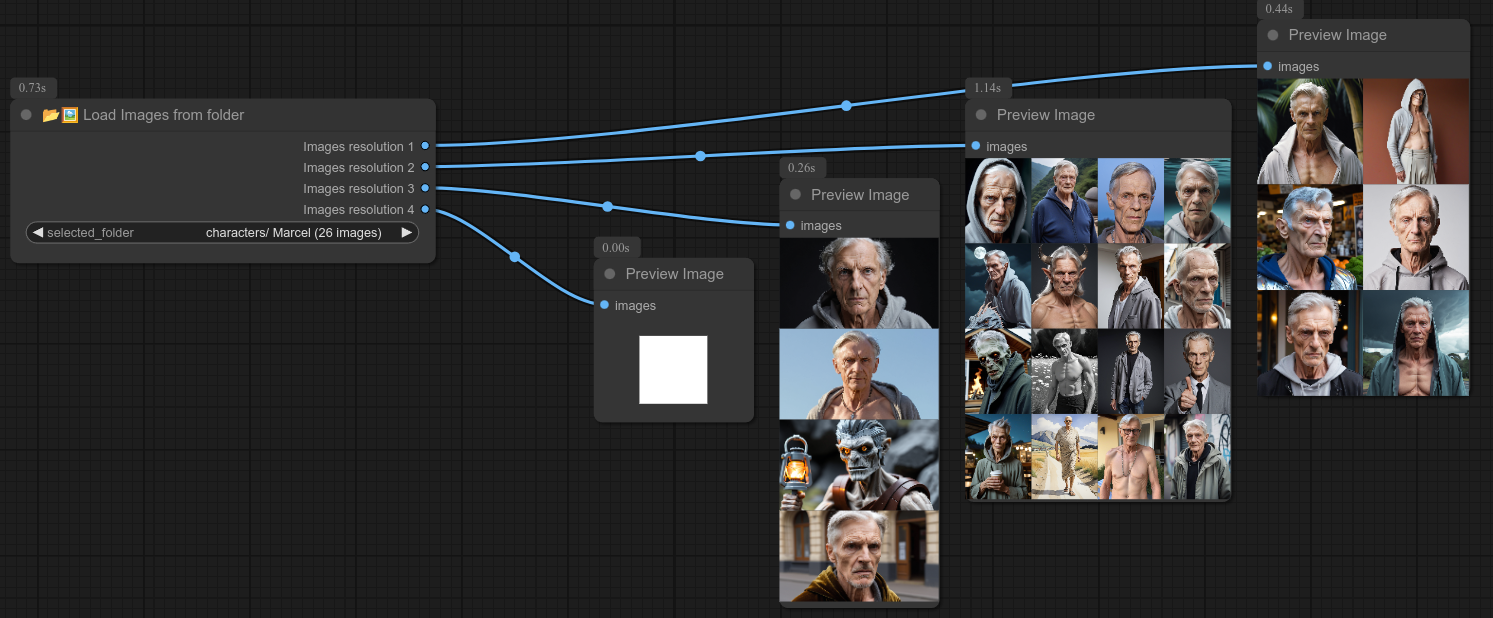 0.73s
📂🖼️ Load Images from folder
Images resolution 1
Images resolution 2
Images resolution 3
Images resolution 4
selected_folder characters/ Marcel (26 images)
0.00s
Preview Image
images
0.26s
Preview Image
images
1.14s
Preview Image
images
0.44s
Preview Image
images